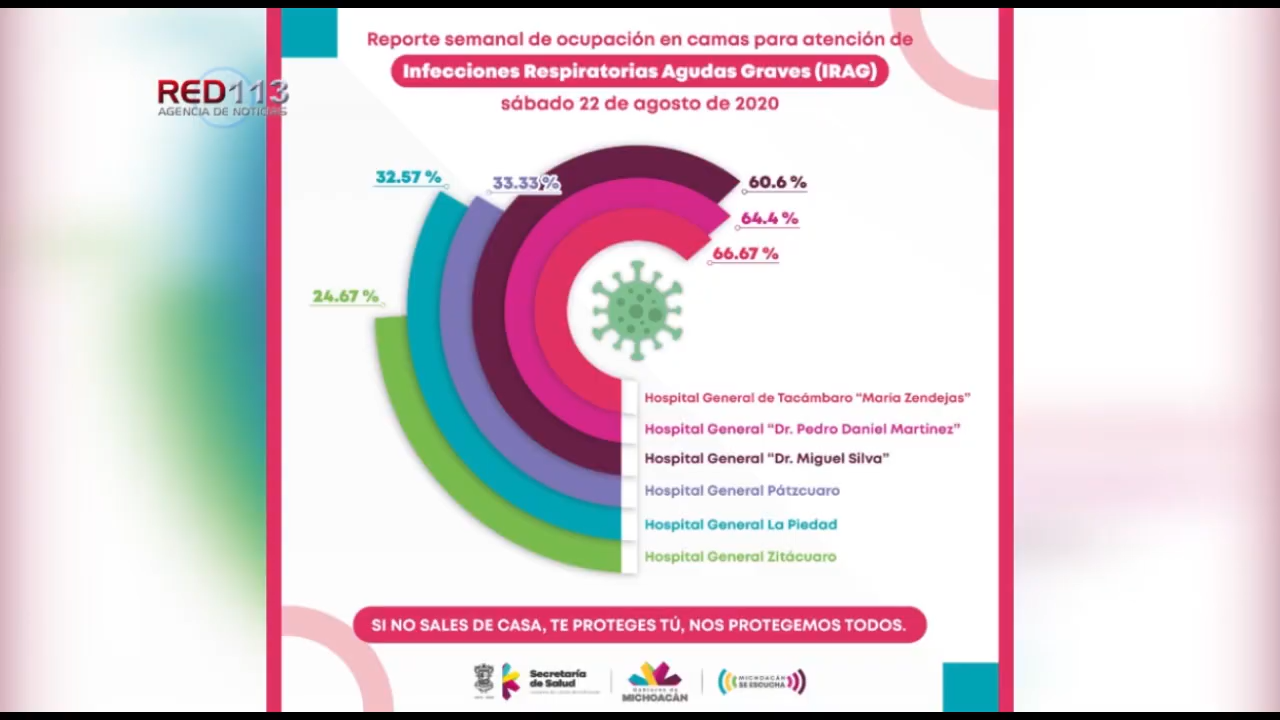 Reporte semanal de ocupación en camas para atención de
Infecciones Respiratorias Agudas Graves (IRAG)
sábado 22 de agosto de 2020
RED113
AGENCIA DE NOTICIAS
32.57 %
33.33 %
60.6 %
64.4 %
66.67 %
24.67 %
Hospital General de Tacámbaro "María Zendejas"
Hospital General "Dr. Pedro Daniel Martínez"
Hospital General "Dr. Miguel Silva"
Hospital General Pátzcuaro
Hospital General La Piedad
Hospital General Zitácuaro
SI NO SALES DE CASA, TE PROTEGES TÚ, NOS PROTEGEMOS TODOS.
Secretaría
de Salud
Gobierno de
MICHOACÁN
MICHOACÁN
SE ESCUCHA